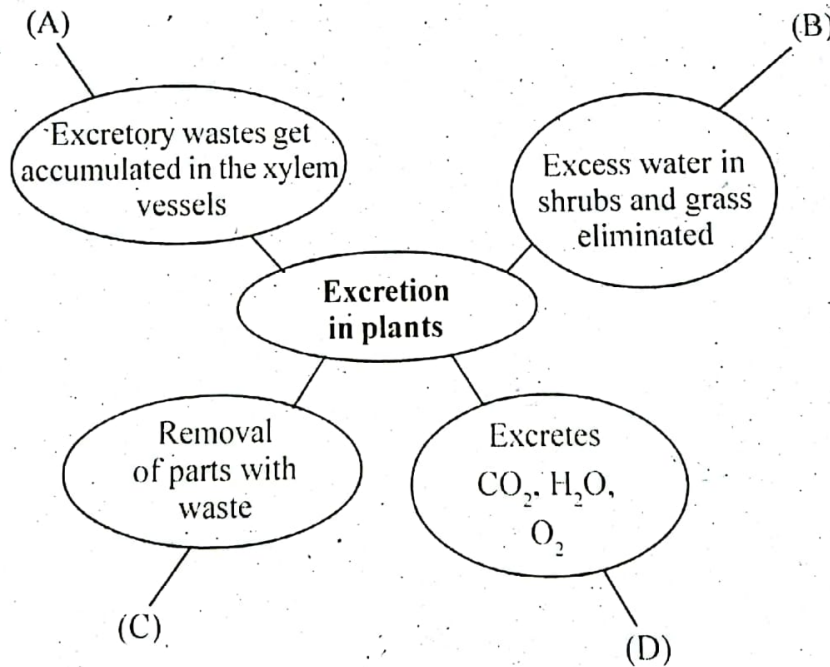 (A)
(B)
Excretory wastes get
accumulated in the xylem
vessels
Excess water in
shrubs and grass
eliminated
Excretion
in plants
Removal
of parts with
waste
Excretes
CO₂. H₂O,
O₂
(C)
(D)